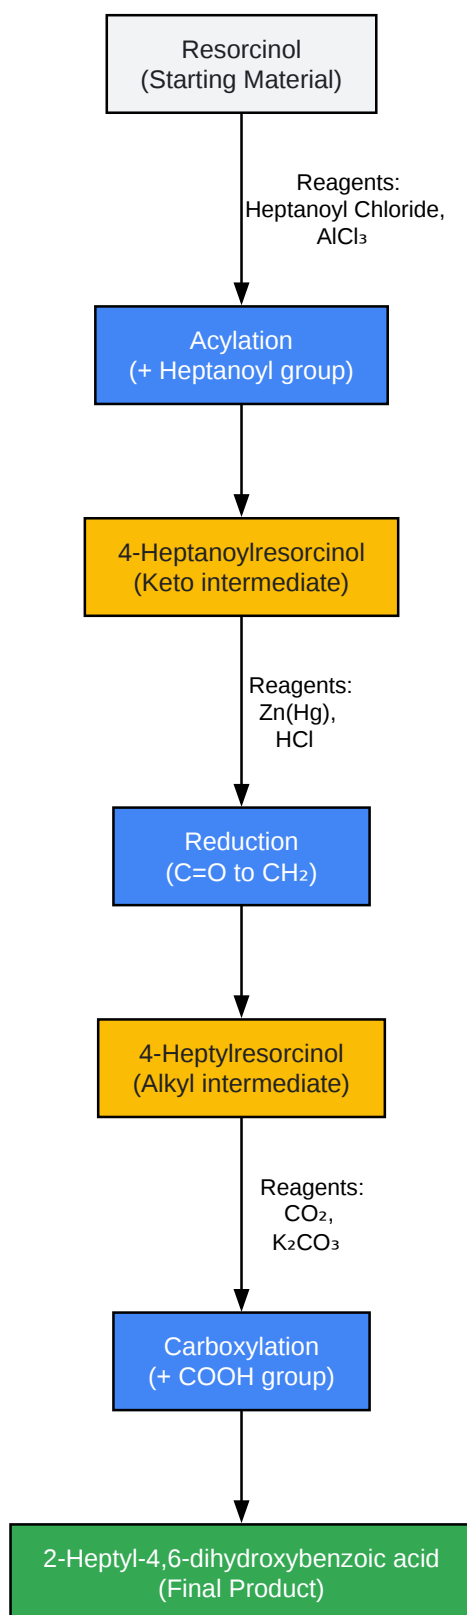 Resorcinol
(Starting Material)
Reagents:
Heptanoyl Chloride,
AlCl₃
Acylation
(+ Heptanoyl group)
4-Heptanoylresorcinol
(Keto intermediate)
Reagents:
Zn(Hg),
HCl
Reduction
(C=O to CH₂)
4-Heptylresorcinol
(Alkyl intermediate)
Reagents:
CO₂,
K₂CO₃
Carboxylation
(+ COOH group)
2-Heptyl-4,6-dihydroxybenzoic acid
(Final Product)